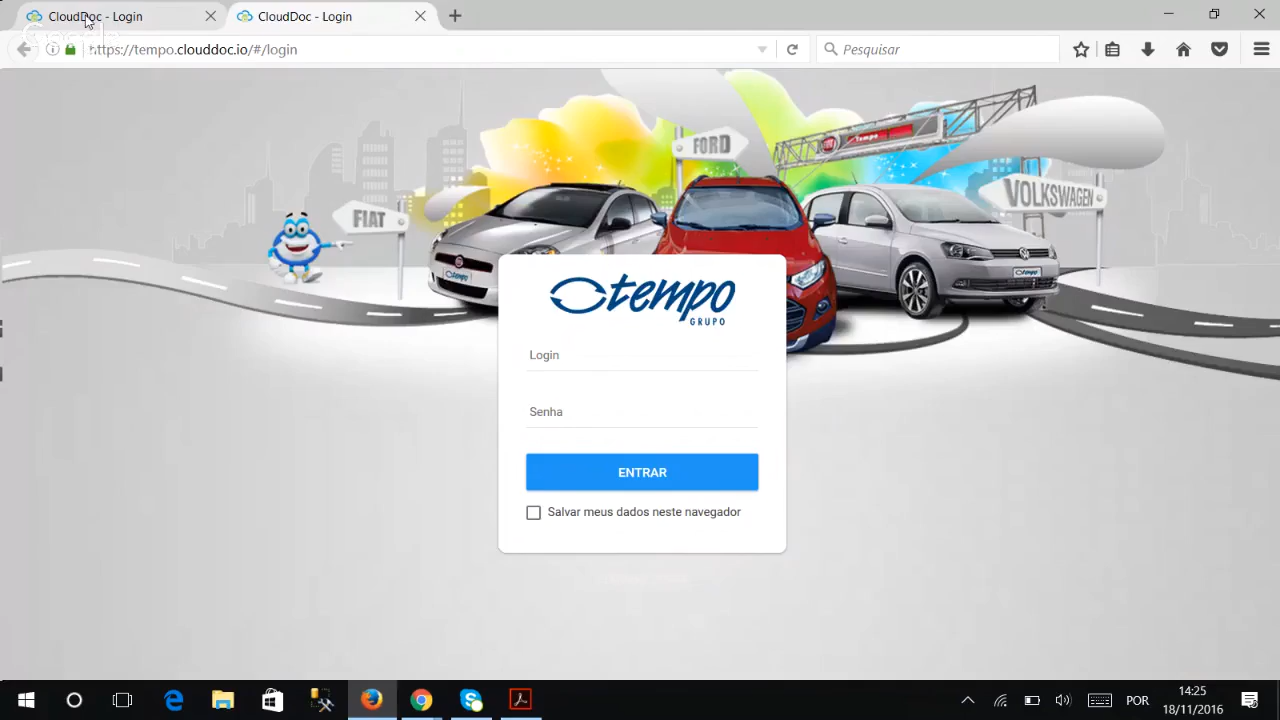 CloudDoc - Login
CloudDoc - Login
https://tempo.clouddoc.io/#/login
Pesquisar
FORD
Tempo
VOLKSWAGEN
FIAT
tempo
GRUPO
Login
Senha
ENTRAR
Salvar meus dados neste navegador
POR
14:25
18/11/2016